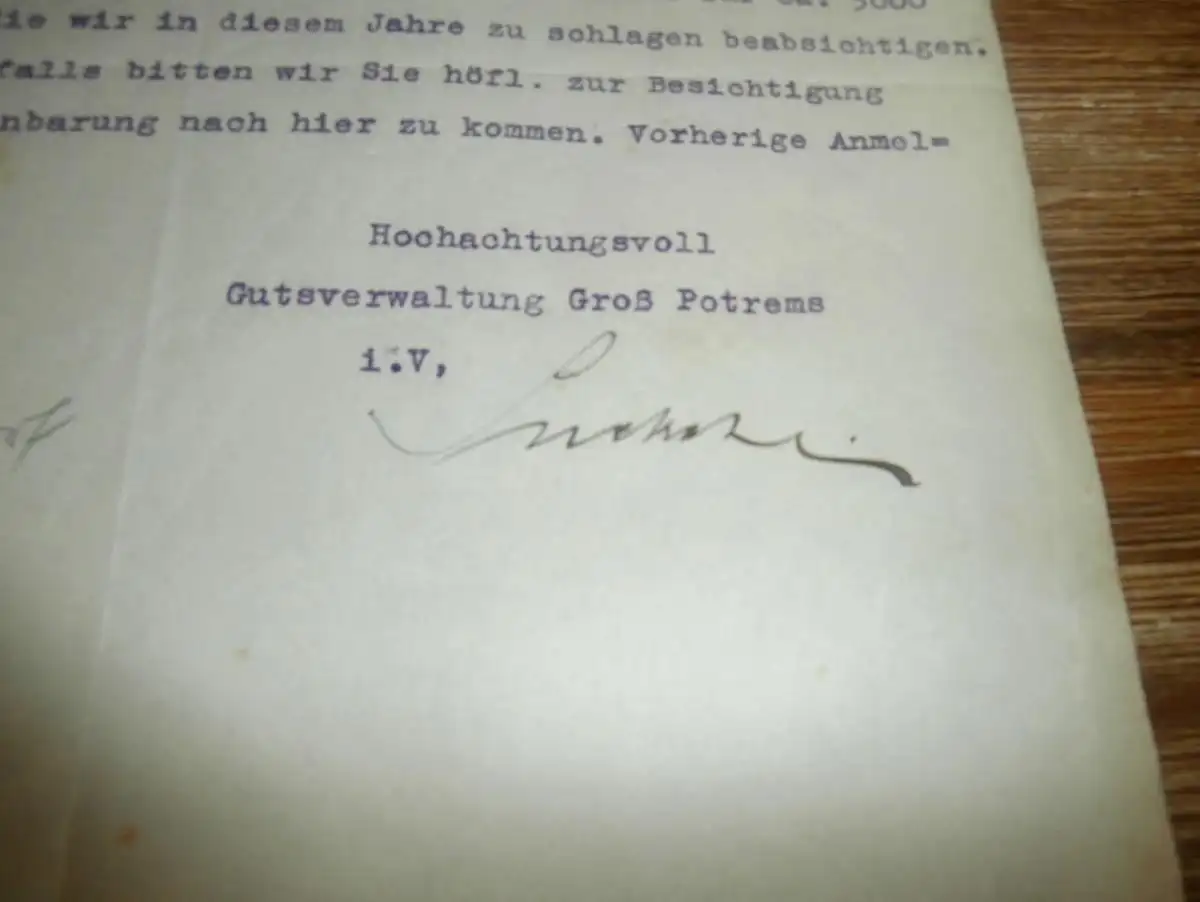 ie wir in diesem Jahre zu schlagen beabsichtigen.
falls bitten wir Sie höfl. zur Besichtigung
nbarung nach hier zu kommen. Vorherige Anmel=
Hochachtungsvoll
Gutsverwaltung Groß Potrems
i.V,